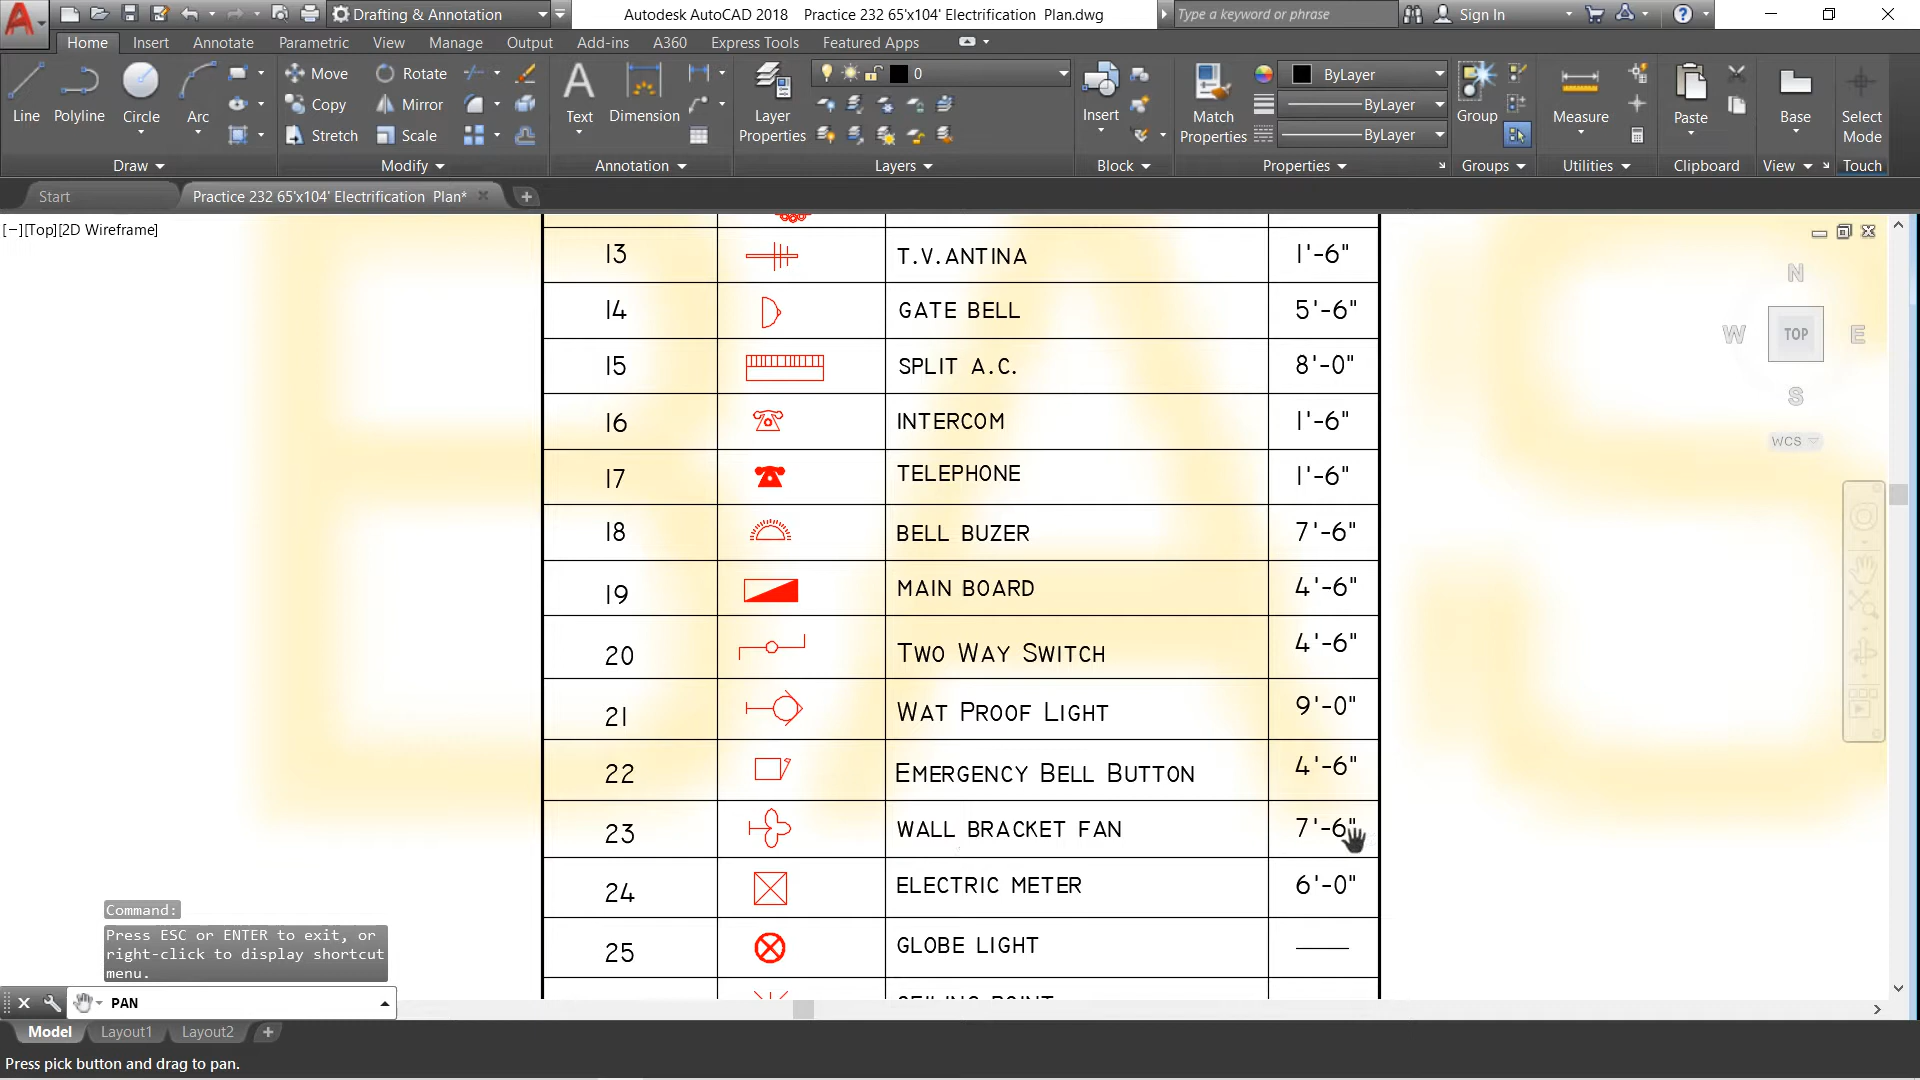 Drafting & Annotation
Autodesk AutoCAD 2018 Practice 232 65'x104' Electrification Plan.dwg
Type a keyword or phrase
Sign In
Home Insert Annotate Parametric View Manage Output Add-ins A360 Express Tools Featured Apps
Line Polyline Circle Arc
Move Rotate
Copy Mirror
Stretch Scale
Text Dimension
Layer Properties
0
Insert
Match Properties
ByLayer
ByLayer
ByLayer
Group
Measure
Paste
Base
Select Mode
Draw Modify Annotation Layers Block Properties Groups Utilities Clipboard View Touch
Start Practice 232 65'x104' Electrification Plan*
[−][Top][2D Wireframe]
N
W TOP E
S
WCS
13 T.V.ANTINA 1'-6"
14 GATE BELL 5'-6"
15 SPLIT A.C. 8'-0"
16 INTERCOM 1'-6"
17 TELEPHONE 1'-6"
18 BELL BUZER 7'-6"
19 MAIN BOARD 4'-6"
20 TWO WAY SWITCH 4'-6"
21 WAT PROOF LIGHT 9'-0"
22 EMERGENCY BELL BUTTON 4'-6"
23 WALL BRACKET FAN 7'-6"
24 ELECTRIC METER 6'-0"
25 GLOBE LIGHT
CEILING POINT
Command:
Press ESC or ENTER to exit, or
right-click to display shortcut
menu.
PAN
Model Layout1 Layout2
Press pick button and drag to pan.